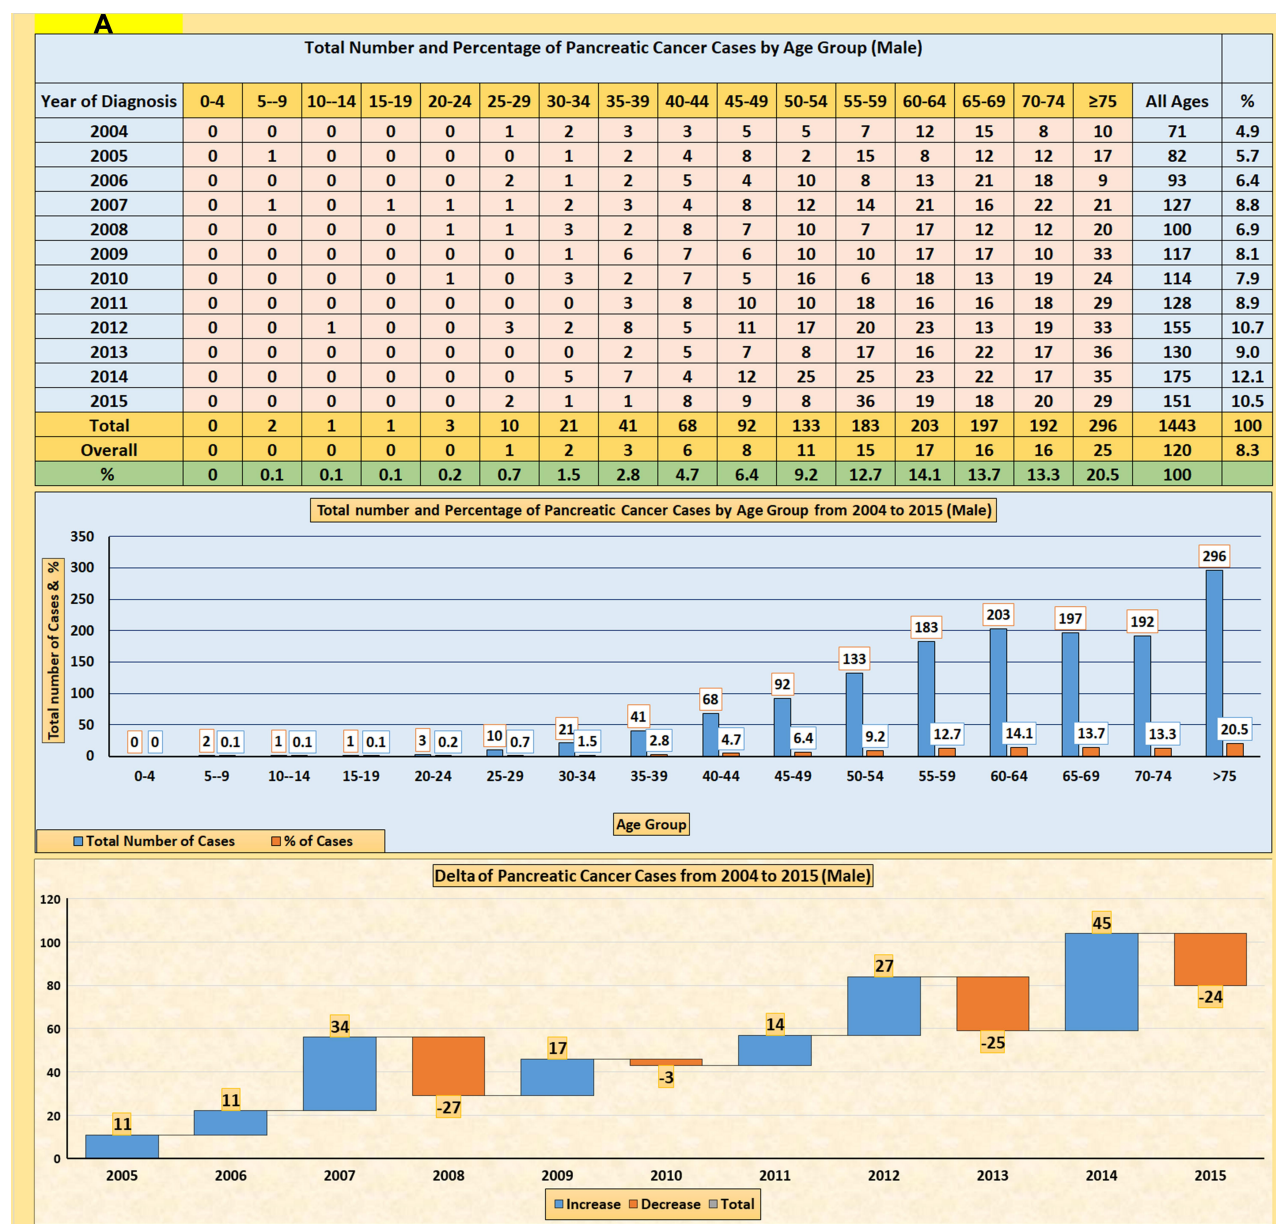 A
Total Number and Percentage of Pancreatic Cancer Cases by Age Group (Male)
Year of Diagnosis 0-4 5--9 10--14 15-19 20-24 25-29 30-34 35-39 40-44 45-49 50-54 55-59 60-64 65-69 70-74 ≥75 All Ages %
2004 0 0 0 0 0 1 2 3 3 5 5 7 12 15 8 10 71 4.9
2005 0 1 0 0 0 0 1 2 4 8 2 15 8 12 12 17 82 5.7
2006 0 0 0 0 0 2 1 2 5 4 10 8 13 21 18 9 93 6.4
2007 0 1 0 1 1 1 2 3 4 8 12 14 21 16 22 21 127 8.8
2008 0 0 0 0 1 1 3 2 8 7 10 7 17 12 12 20 100 6.9
2009 0 0 0 0 0 0 1 6 7 6 10 10 17 17 10 33 117 8.1
2010 0 0 0 0 1 0 3 2 7 5 16 6 18 13 19 24 114 7.9
2011 0 0 0 0 0 0 0 3 8 10 10 18 16 16 18 29 128 8.9
2012 0 0 1 0 0 3 2 8 5 11 17 20 23 13 19 33 155 10.7
2013 0 0 0 0 0 0 0 2 5 7 8 17 16 22 17 36 130 9.0
2014 0 0 0 0 0 0 5 7 4 12 25 25 23 22 17 35 175 12.1
2015 0 0 0 0 0 2 1 1 8 9 8 36 19 18 20 29 151 10.5
Total 0 2 1 1 3 10 21 41 68 92 133 183 203 197 192 296 1443 100
Overall 0 0 0 0 0 1 2 3 6 8 11 15 17 16 16 25 120 8.3
% 0 0.1 0.1 0.1 0.2 0.7 1.5 2.8 4.7 6.4 9.2 12.7 14.1 13.7 13.3 20.5 100
Total number and Percentage of Pancreatic Cancer Cases by Age Group from 2004 to 2015 (Male)
Total number of Cases & %
350
300
250
200
150
100
50
0
0 0 2 0.1 1 0.1 1 0.1 3 0.2 10 0.7 21 1.5 41 2.8 68 4.7 92 6.4 133 9.2 183 12.7 203 14.1 197 13.7 192 13.3 296 20.5
0-4 5--9 10--14 15-19 20-24 25-29 30-34 35-39 40-44 45-49 50-54 55-59 60-64 65-69 70-74 >75
Age Group
Total Number of Cases % of Cases
Delta of Pancreatic Cancer Cases from 2004 to 2015 (Male)
120
100
80
60
40
20
0
11 11 34 -27 17 -3 14 27 -25 45 -24
2005 2006 2007 2008 2009 2010 2011 2012 2013 2014 2015
Increase Decrease Total